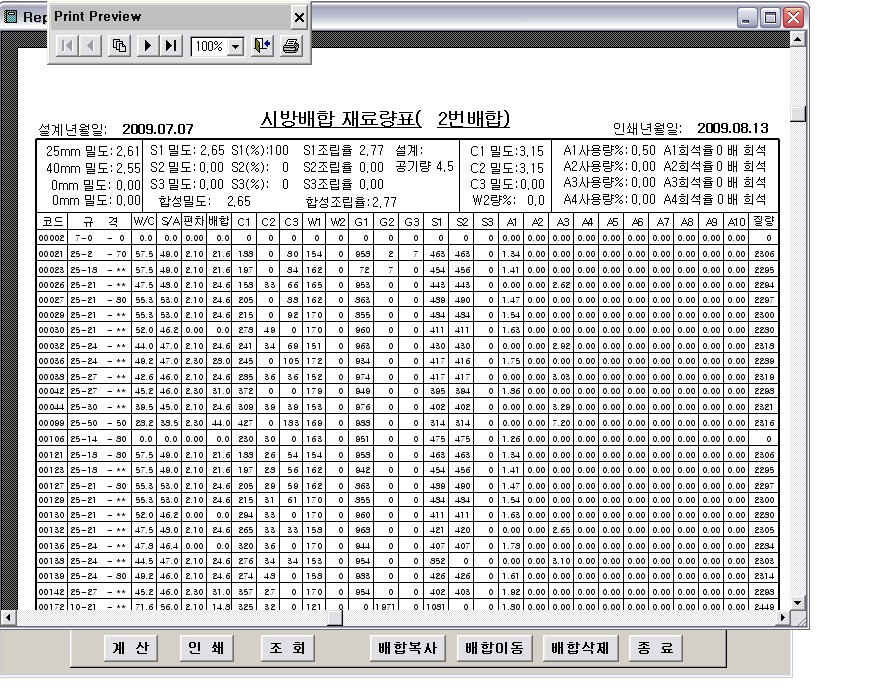 Rep
Print Preview
100%
시방배합 재료량표( 2번배합)
설계년월일: 2009.07.07 인쇄년월일: 2009.08.13
25mm 밀도:2.61 S1 밀도:2.65 S1(%):100 S1조립율 2.77 설계: C1 밀도:3.15 A1사용량%:0.50 A1희석율0 배 희석
40mm 밀도:2.55 S2 밀도:0.00 S2(%): 0 S2조립율 0.00 공기량 4.5 C2 밀도:3.15 A2사용량%:0.00 A2희석율0 배 희석
0mm 밀도:0.00 S3 밀도:0.00 S3(%): 0 S3조립율 0.00 C3 밀도:0.00 A3사용량%:0.00 A3희석율0 배 희석
0mm 밀도:0.00 합성밀도: 2.65 합성조립율:2.77 W2량%: 0.0 A4사용량%:0.00 A4희석율0 배 희석
코드 규 격 W/C S/A 편차 배합 C1 C2 C3 W1 W2 G1 G2 G3 S1 S2 S3 A1 A2 A3 A4 A5 A6 A7 A8 A9 A10 질량
00002 7-0 - 0 0.0 0.0 0.00 0.0 0 0 0 0 0 0 0 0 0 0 0 0.00 0.00 0.00 0.00 0.00 0.00 0.00 0.00 0.00 0.00 0
00021 25-2 - 70 57.5 49.0 2.10 21.6 188 0 80 154 0 958 2 7 463 463 0 1.34 0.00 0.00 0.00 0.00 0.00 0.00 0.00 0.00 0.00 2306
00023 25-18 - ** 57.5 49.0 2.10 21.6 197 0 84 162 0 72 7 0 454 456 0 1.41 0.00 0.00 0.00 0.00 0.00 0.00 0.00 0.00 0.00 2295
00026 25-21 - ** 47.5 48.0 2.10 24.6 158 33 66 165 0 953 0 0 443 443 0 0.00 0.00 2.62 0.00 0.00 0.00 0.00 0.00 0.00 0.00 2294
00027 25-21 - 80 55.3 53.0 2.10 24.6 205 0 88 162 0 863 0 0 489 490 0 1.47 0.00 0.00 0.00 0.00 0.00 0.00 0.00 0.00 0.00 2297
00029 25-21 - ** 55.3 53.0 2.10 24.6 215 0 92 170 0 855 0 0 484 484 0 1.54 0.00 0.00 0.00 0.00 0.00 0.00 0.00 0.00 0.00 2300
00030 25-21 - ** 52.0 46.2 0.00 0.0 278 49 0 170 0 960 0 0 411 411 0 1.63 0.00 0.00 0.00 0.00 0.00 0.00 0.00 0.00 0.00 2280
00032 25-24 - ** 44.0 47.0 2.10 24.6 241 34 69 151 0 963 0 0 430 430 0 0.00 0.00 2.92 0.00 0.00 0.00 0.00 0.00 0.00 0.00 2318
00036 25-24 - ** 49.2 47.0 2.30 28.0 245 0 105 172 0 934 0 0 417 416 0 1.75 0.00 0.00 0.00 0.00 0.00 0.00 0.00 0.00 0.00 2289
00038 25-27 - ** 42.6 46.0 2.10 24.6 285 36 36 152 0 974 0 0 417 417 0 0.00 0.00 3.03 0.00 0.00 0.00 0.00 0.00 0.00 0.00 2319
00042 25-27 - ** 45.2 46.0 2.30 31.0 372 0 0 179 0 949 0 0 395 394 0 1.86 0.00 0.00 0.00 0.00 0.00 0.00 0.00 0.00 0.00 2298
00044 25-30 - ** 39.5 45.0 2.10 24.6 309 39 39 153 0 976 0 0 402 402 0 0.00 0.00 3.29 0.00 0.00 0.00 0.00 0.00 0.00 0.00 2321
00099 25-50 - 50 28.2 38.5 2.30 44.0 427 0 183 169 0 988 0 0 314 314 0 0.00 0.00 7.20 0.00 0.00 0.00 0.00 0.00 0.00 0.00 2316
00106 25-14 - 80 0.0 0.0 0.00 0.0 230 30 0 163 0 951 0 0 475 475 0 1.26 0.00 0.00 0.00 0.00 0.00 0.00 0.00 0.00 0.00 0
00121 25-18 - 80 57.5 49.0 2.10 21.6 188 26 54 154 0 958 0 0 463 463 0 1.34 0.00 0.00 0.00 0.00 0.00 0.00 0.00 0.00 0.00 2306
00123 25-18 - ** 57.5 49.0 2.10 21.6 197 28 56 162 0 942 0 0 454 456 0 1.41 0.00 0.00 0.00 0.00 0.00 0.00 0.00 0.00 0.00 2295
00127 25-21 - 80 55.3 53.0 2.10 24.6 205 29 59 162 0 863 0 0 489 490 0 1.47 0.00 0.00 0.00 0.00 0.00 0.00 0.00 0.00 0.00 2297
00129 25-21 - ** 55.3 53.0 2.10 24.6 215 31 61 170 0 855 0 0 484 484 0 1.54 0.00 0.00 0.00 0.00 0.00 0.00 0.00 0.00 0.00 2300
00130 25-21 - ** 52.0 46.2 0.00 0.0 294 33 0 170 0 960 0 0 411 411 0 1.63 0.00 0.00 0.00 0.00 0.00 0.00 0.00 0.00 0.00 2280
00132 25-21 - ** 47.5 48.0 2.10 24.6 265 33 33 158 0 968 0 0 421 420 0 0.00 0.00 2.65 0.00 0.00 0.00 0.00 0.00 0.00 0.00 2305
00136 25-24 - ** 47.8 46.4 0.00 0.0 320 36 0 170 0 944 0 0 407 407 0 1.78 0.00 0.00 0.00 0.00 0.00 0.00 0.00 0.00 0.00 2284
00138 25-24 - ** 44.5 47.0 2.10 24.6 276 34 34 153 0 954 0 0 852 0 0 0.00 0.00 3.10 0.00 0.00 0.00 0.00 0.00 0.00 0.00 2303
00139 25-24 - 80 49.2 46.0 2.10 24.6 274 48 0 158 0 983 0 0 426 426 0 1.61 0.00 0.00 0.00 0.00 0.00 0.00 0.00 0.00 0.00 2314
00142 25-27 - ** 45.2 46.0 2.30 31.0 357 27 0 170 0 954 0 0 402 403 0 1.92 0.00 0.00 0.00 0.00 0.00 0.00 0.00 0.00 0.00 2298
00172 10-21 - ** 71.6 56.0 2.10 14.8 325 32 0 121 0 0 1971 0 1081 0 0 1.80 0.00 0.00 0.00 0.00 0.00 0.00 0.00 0.00 0.00 2449
계 산 인 쇄 조 회 배합복사 배합이동 배합삭제 종 료